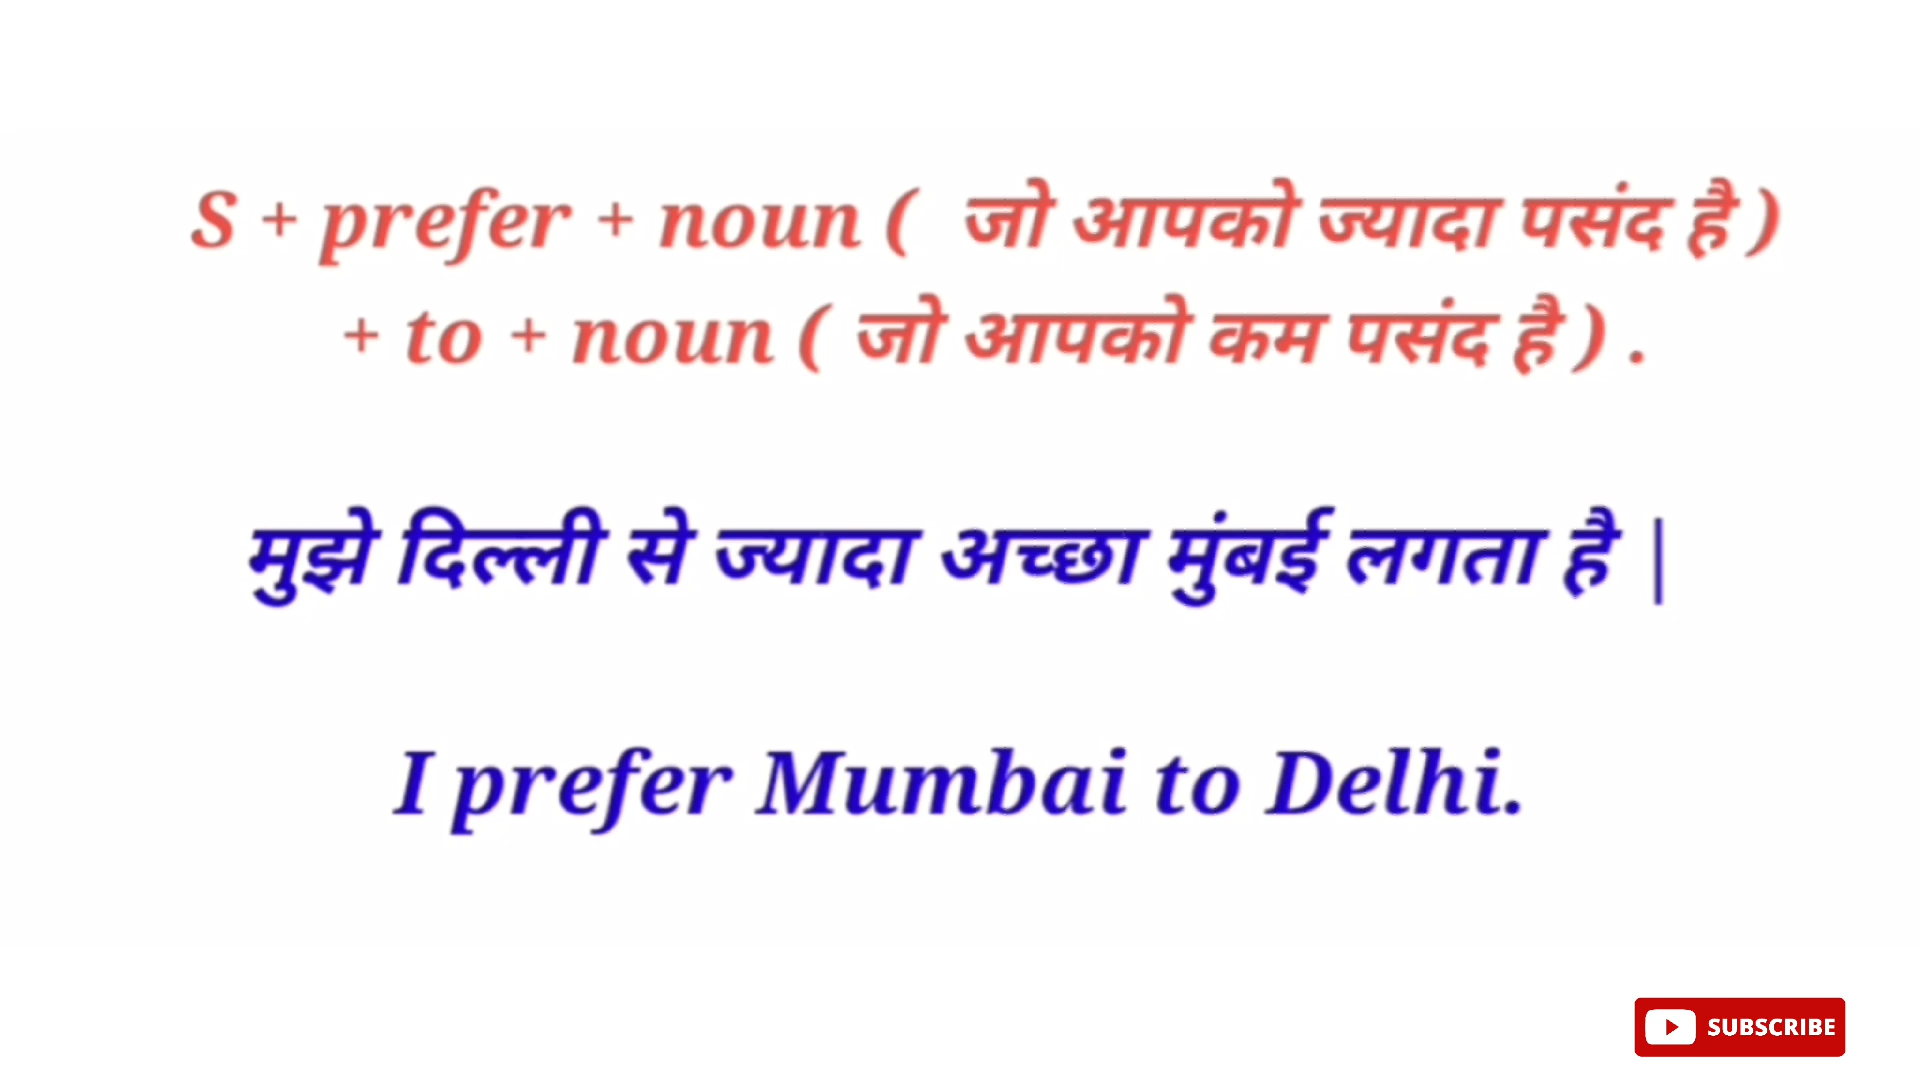 S + prefer + noun ( जो आपको ज्यादा पसंद है )
+ to + noun ( जो आपको कम पसंद है ) .
मुझे दिल्ली से ज्यादा अच्छा मुंबई लगता है |
I prefer Mumbai to Delhi.
SUBSCRIBE